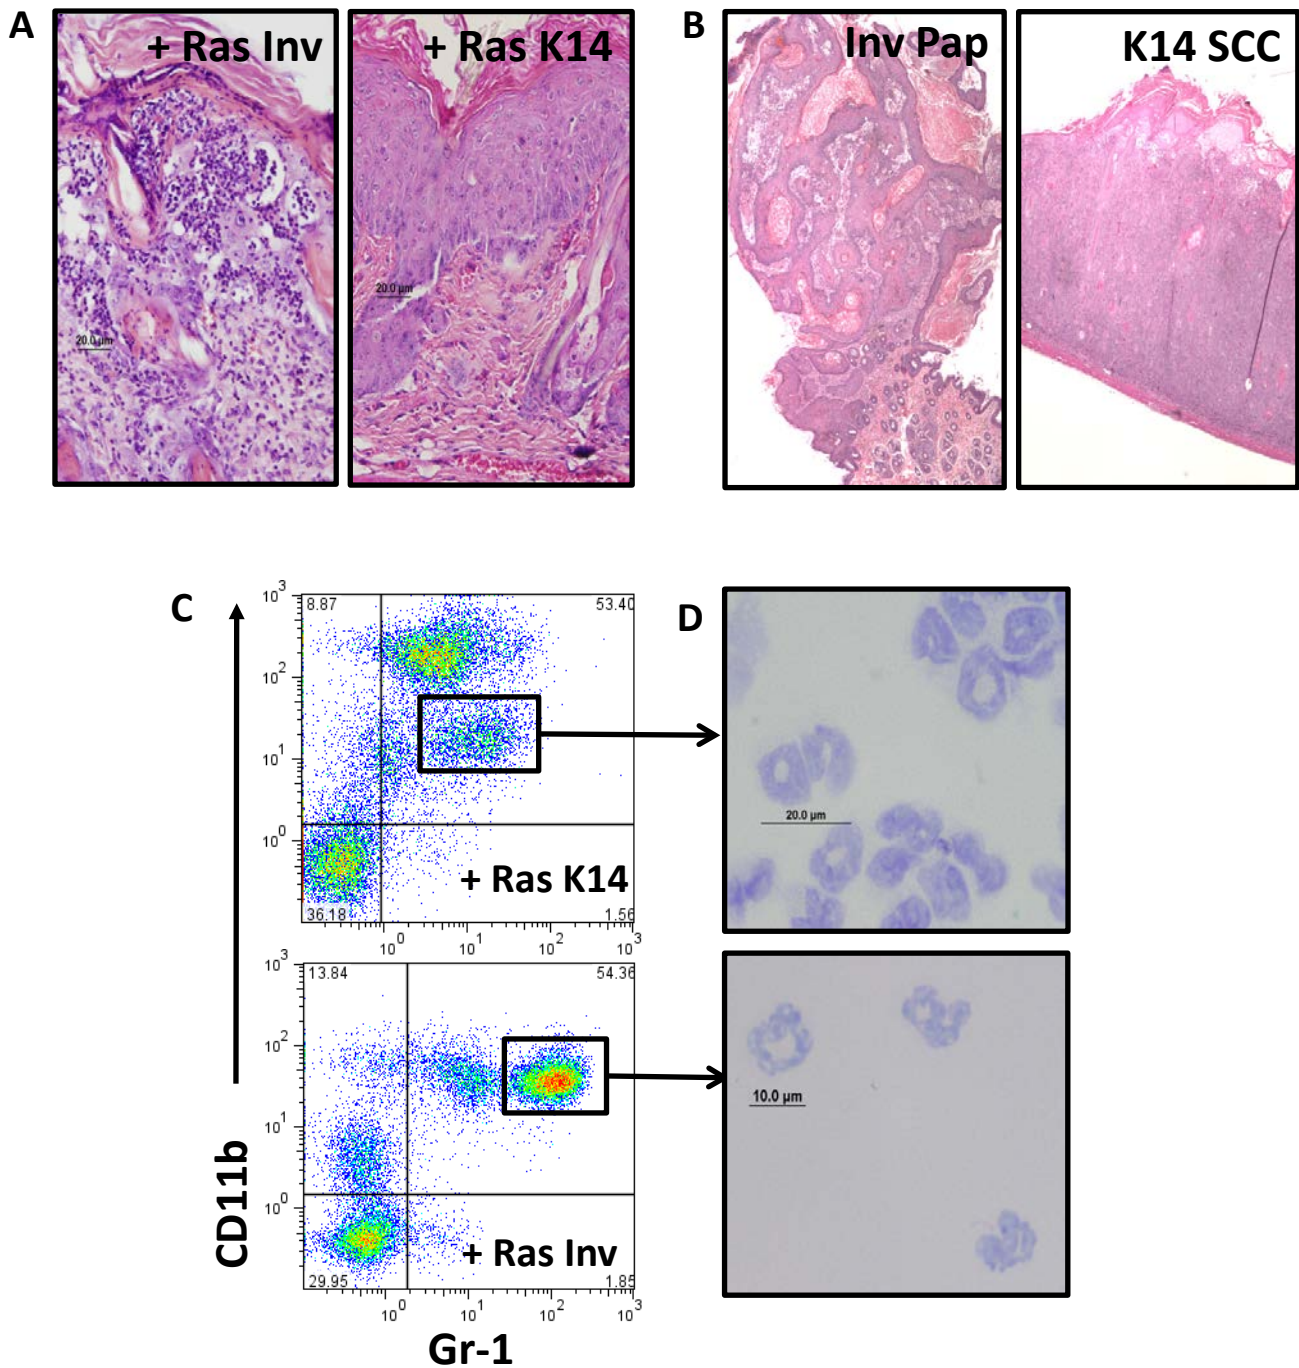 A
+ Ras Inv
+ Ras K14
20.0 µm
20.0 µm
B
Inv Pap
K14 SCC
C
10³
10²
10¹
10⁰
8.87
53.40
36.18
1.56
+ Ras K14
10⁰
10¹
10²
10³
D
20.0 µm
10³
10²
10¹
10⁰
13.84
54.36
29.95
1.85
+ Ras Inv
10⁰
10¹
10²
10³
10.0 µm
CD11b
Gr-1